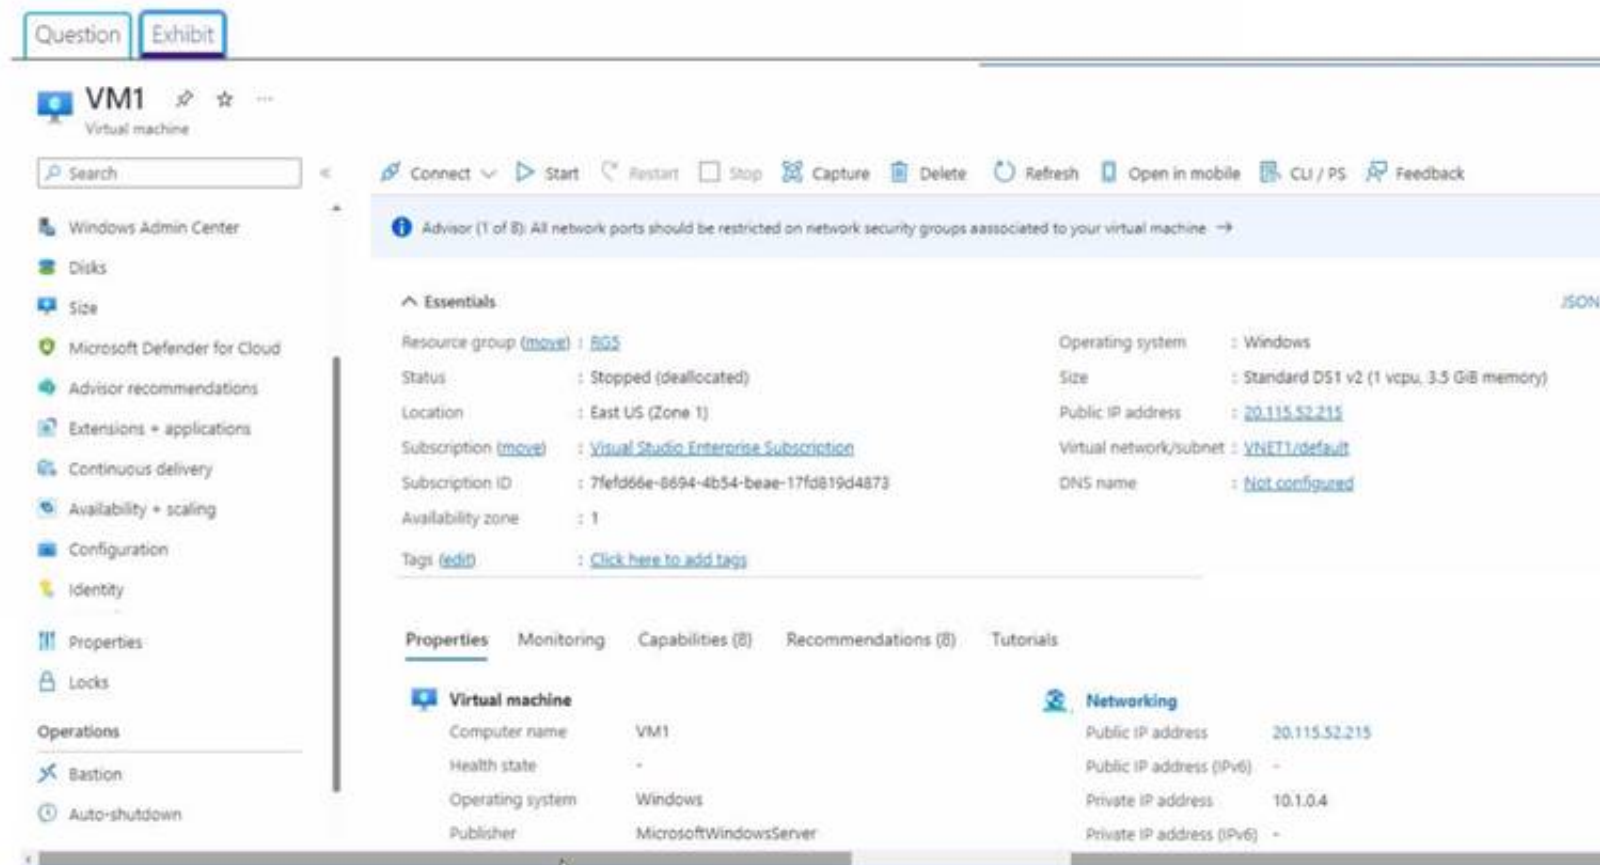 Question Exhibit
VM1
Virtual machine
Search
Connect Start Restart Stop Capture Delete Refresh Open in mobile CLI / PS Feedback
Windows Admin Center
Disks
Size
Microsoft Defender for Cloud
Advisor recommendations
Extensions + applications
Continuous delivery
Availability + scaling
Configuration
Identity
Properties
Locks
Operations
Bastion
Auto-shutdown
Advisor (1 of 8): All network ports should be restricted on network security groups aassociated to your virtual machine →
Essentials
JSON
Resource group (move) : RG5
Status : Stopped (deallocated)
Location : East US (Zone 1)
Subscription (move) : Visual Studio Enterprise Subscription
Subscription ID : 7fefd66e-8694-4b54-beae-17fd819d4873
Availability zone : 1
Tags (edit) : Click here to add tags
Operating system : Windows
Size : Standard DS1 v2 (1 vcpu, 3.5 GiB memory)
Public IP address : 20.115.52.215
Virtual network/subnet : VNET1/default
DNS name : Not configured
Properties Monitoring Capabilities (8) Recommendations (8) Tutorials
Virtual machine
Computer name VM1
Health state -
Operating system Windows
Publisher MicrosoftWindowsServer
Networking
Public IP address 20.115.52.215
Public IP address (IPv6) -
Private IP address 10.1.0.4
Private IP address (IPv6) -